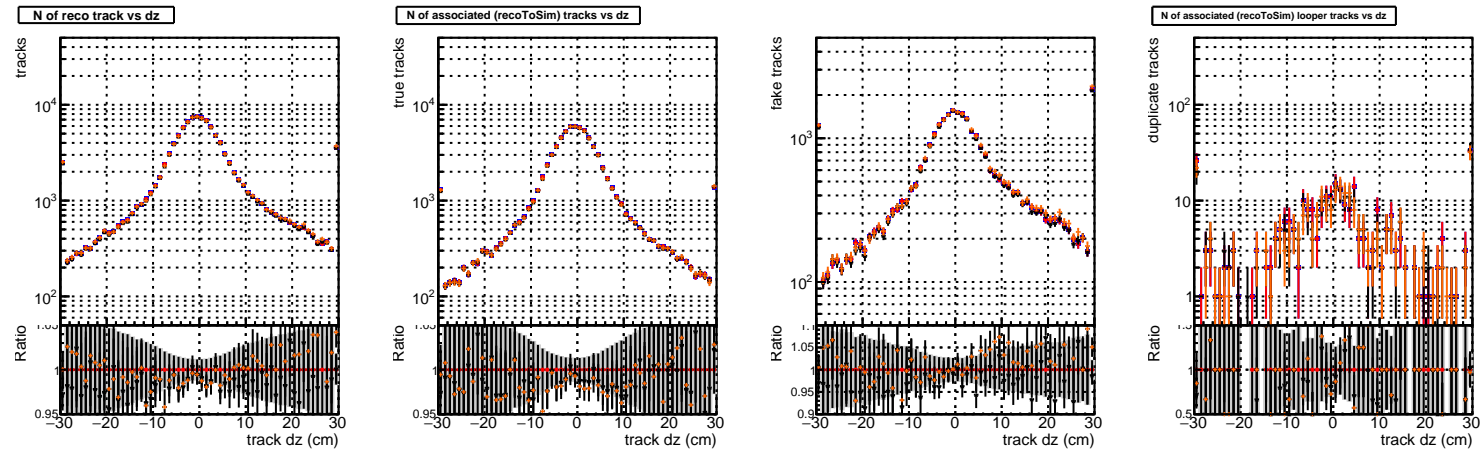 N of reco track vs dz
tracks
10^4
10^3
10^2
Ratio
1
0.95
−30 −20 −10 0 10 20 30
track dz (cm)
N of associated (recoToSim) tracks vs dz
true tracks
10^4
10^3
10^2
Ratio
1
0.95
−30 −20 −10 0 10 20 30
track dz (cm)
fake tracks
10^3
10^2
Ratio
1.05
1
0.95
0.9
−30 −20 −10 0 10 20 30
track dz (cm)
N of associated (recoToSim) looper tracks vs dz
duplicate tracks
10^2
10
1
Ratio
1
0.5
−30 −20 −10 0 10 20 30
track dz (cm)